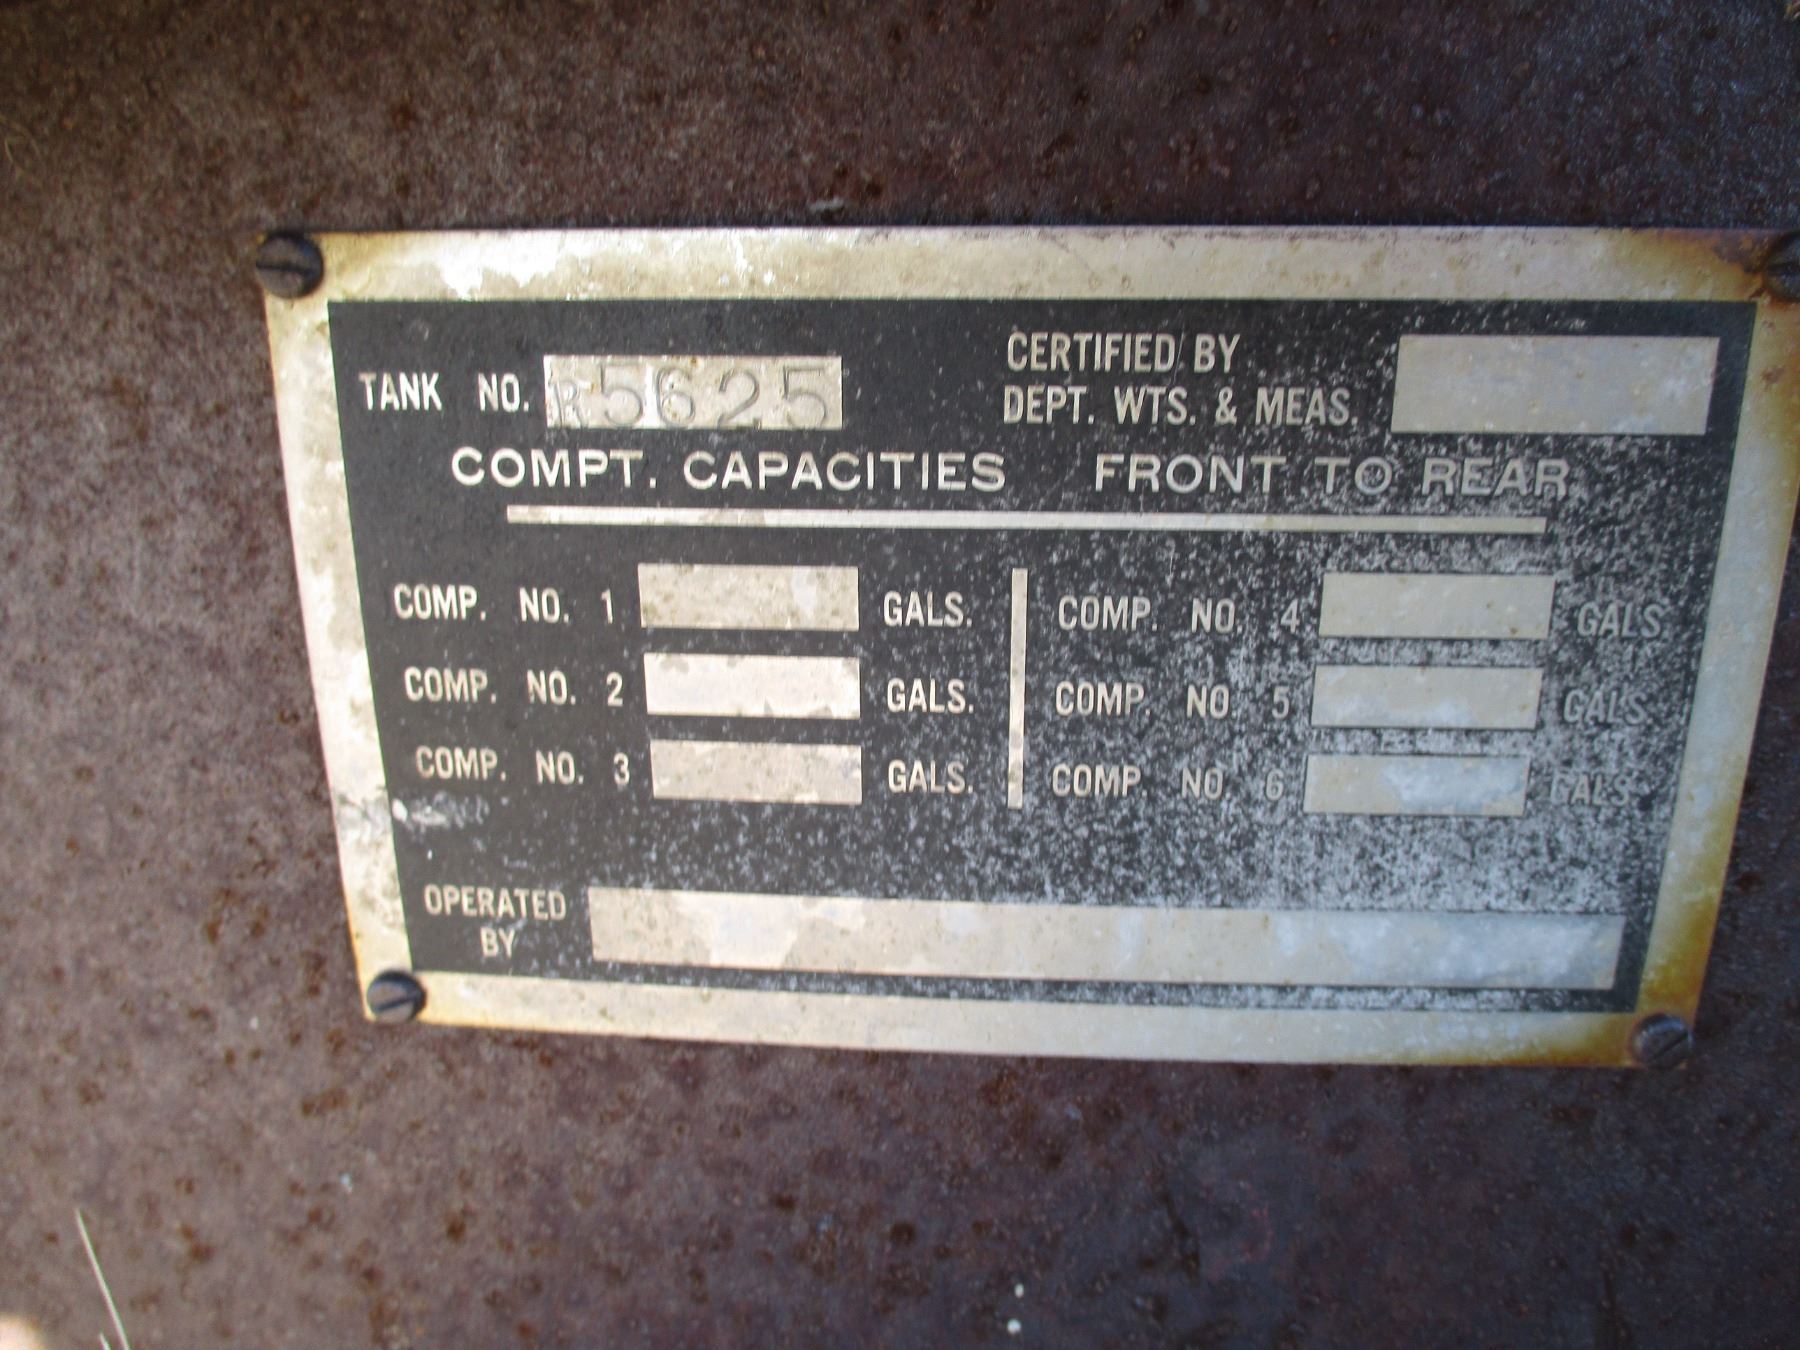 TANK NO. R5625
CERTIFIED BY
DEPT. WTS. & MEAS.
COMPT. CAPACITIES FRONT TO REAR
COMP. NO. 1 GALS.
COMP. NO. 2 GALS.
COMP. NO. 3 GALS.
COMP. NO. 4 GALS.
COMP. NO. 5 GALS.
COMP. NO. 6 GALS.
OPERATED
BY